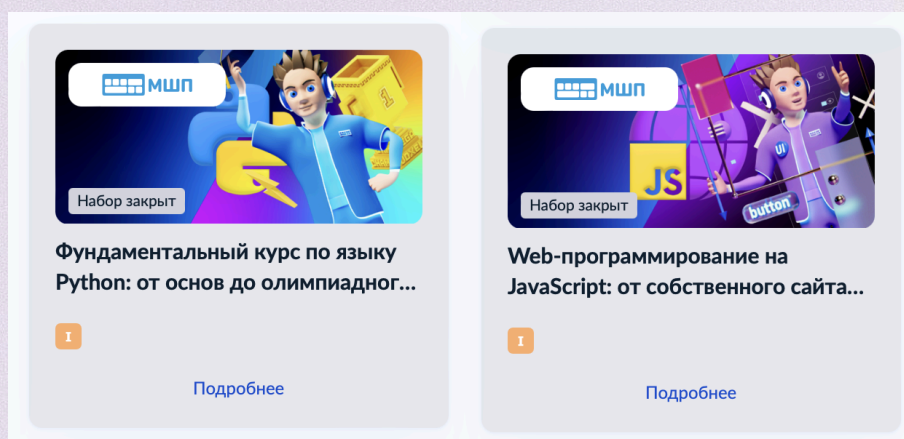 МШП
Набор закрыт
Фундаментальный курс по языку
Python: от основ до олимпиадног...
I
Подробнее
МШП
JS
UI
button
Набор закрыт
Web-программирование на
JavaScript: от собственного сайта...
I
Подробнее